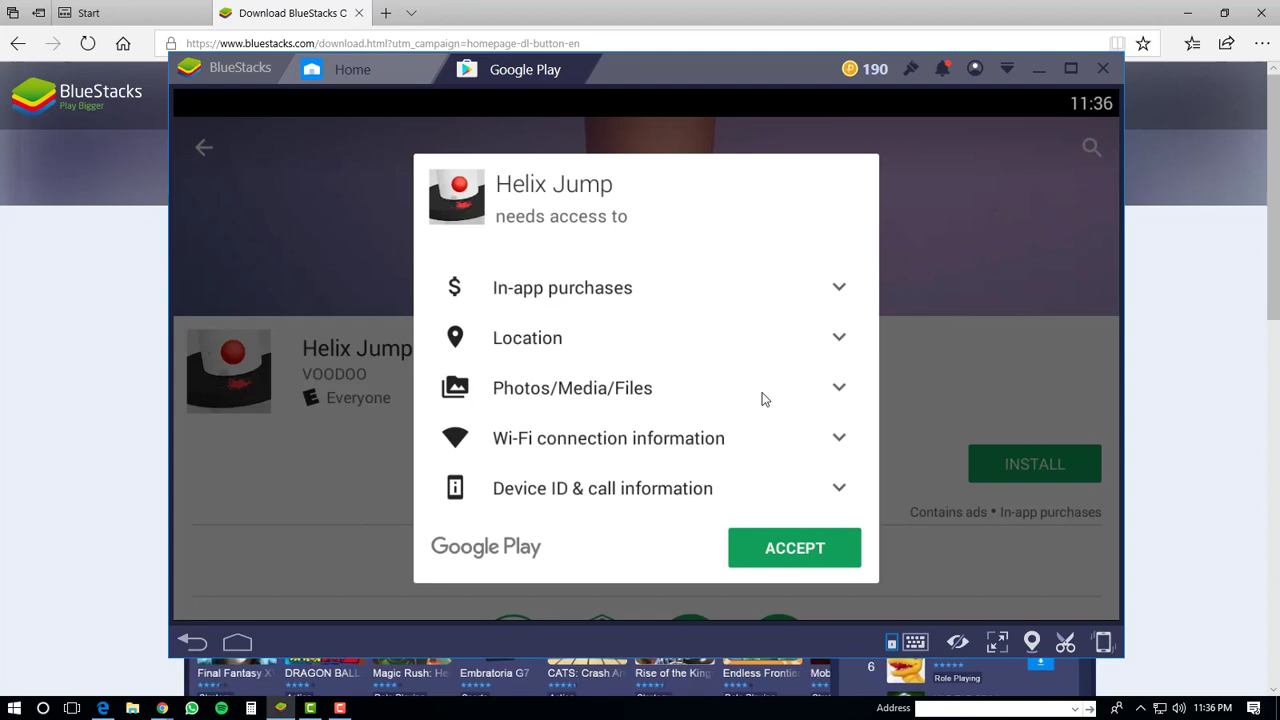 Start
Download BlueStacks O
https://www.bluestacks.com/download.html?utm_campaign=homepage-dl-button-en
BlueStacks
Play Bigger
BlueStacks
Home
Google Play
190
11:36
Helix Jump
needs access to
In-app purchases
Location
Photos/Media/Files
Wi-Fi connection information
Device ID & call information
Google Play
ACCEPT
Helix Jump
VOODOO
Everyone
INSTALL
Contains ads • In-app purchases
Final Fantasy X
DRAGON BALL
Magic Rush: He
Embratoria G7
CATS: Crash Ar
Rise of the King
Endless Frontie
Mob
6
Role Playing
Role Playing
Address
11:36 PM